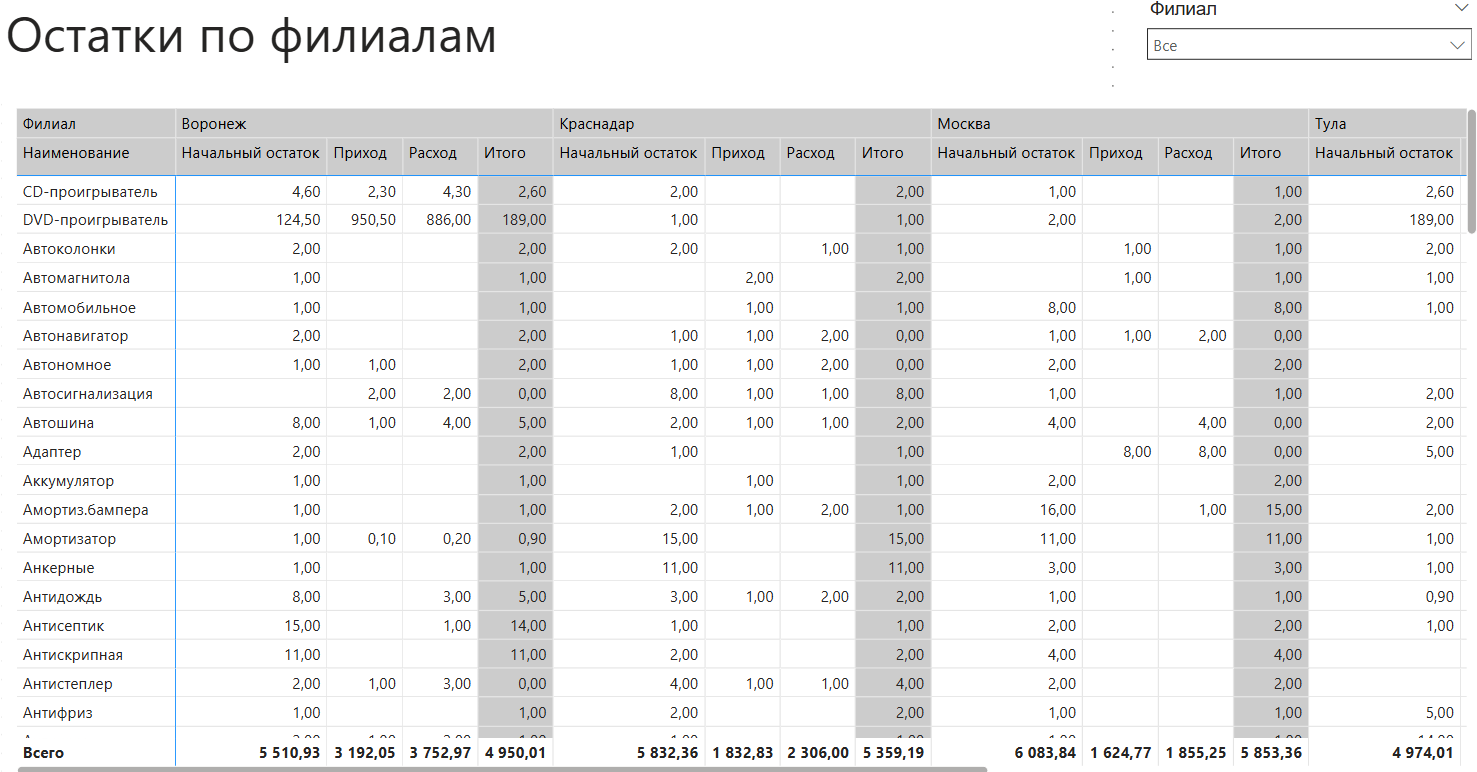 Остатки по филиалам
Филиал
Все
Филиал Воронеж Краснадар Москва Тула
Наименование Начальный остаток Приход Расход Итого Начальный остаток Приход Расход Итого Начальный остаток Приход Расход Итого Начальный остаток
CD-проигрыватель 4,60 2,30 4,30 2,60 2,00 2,00 1,00 1,00 2,60
DVD-проигрыватель 124,50 950,50 886,00 189,00 1,00 1,00 2,00 2,00 189,00
Автоколонки 2,00 2,00 2,00 1,00 1,00 1,00 1,00 2,00
Автомагнитола 1,00 1,00 2,00 2,00 1,00 1,00 1,00
Автомобильное 1,00 1,00 1,00 1,00 8,00 8,00 1,00
Автонавигатор 2,00 2,00 1,00 1,00 2,00 0,00 1,00 1,00 2,00 0,00
Автономное 1,00 1,00 2,00 1,00 1,00 2,00 0,00 2,00 2,00
Автосигнализация 2,00 2,00 0,00 8,00 1,00 1,00 8,00 1,00 1,00 2,00
Автошина 8,00 1,00 4,00 5,00 2,00 1,00 1,00 2,00 4,00 4,00 0,00 2,00
Адаптер 2,00 2,00 1,00 1,00 8,00 8,00 0,00 5,00
Аккумулятор 1,00 1,00 1,00 1,00 2,00 2,00
Амортиз.бампера 1,00 1,00 2,00 1,00 2,00 1,00 16,00 1,00 15,00 2,00
Амортизатор 1,00 0,10 0,20 0,90 15,00 15,00 11,00 11,00 1,00
Анкерные 1,00 1,00 11,00 11,00 3,00 3,00 1,00
Антидождь 8,00 3,00 5,00 3,00 1,00 2,00 2,00 1,00 1,00 0,90
Антисептик 15,00 1,00 14,00 1,00 1,00 2,00 2,00 1,00
Антискрипная 11,00 11,00 2,00 2,00 4,00 4,00
Антистеплер 2,00 1,00 3,00 0,00 4,00 1,00 1,00 4,00 2,00 2,00
Антифриз 1,00 1,00 2,00 2,00 1,00 1,00 5,00
Всего 5 510,93 3 192,05 3 752,97 4 950,01 5 832,36 1 832,83 2 306,00 5 359,19 6 083,84 1 624,77 1 855,25 5 853,36 4 974,01